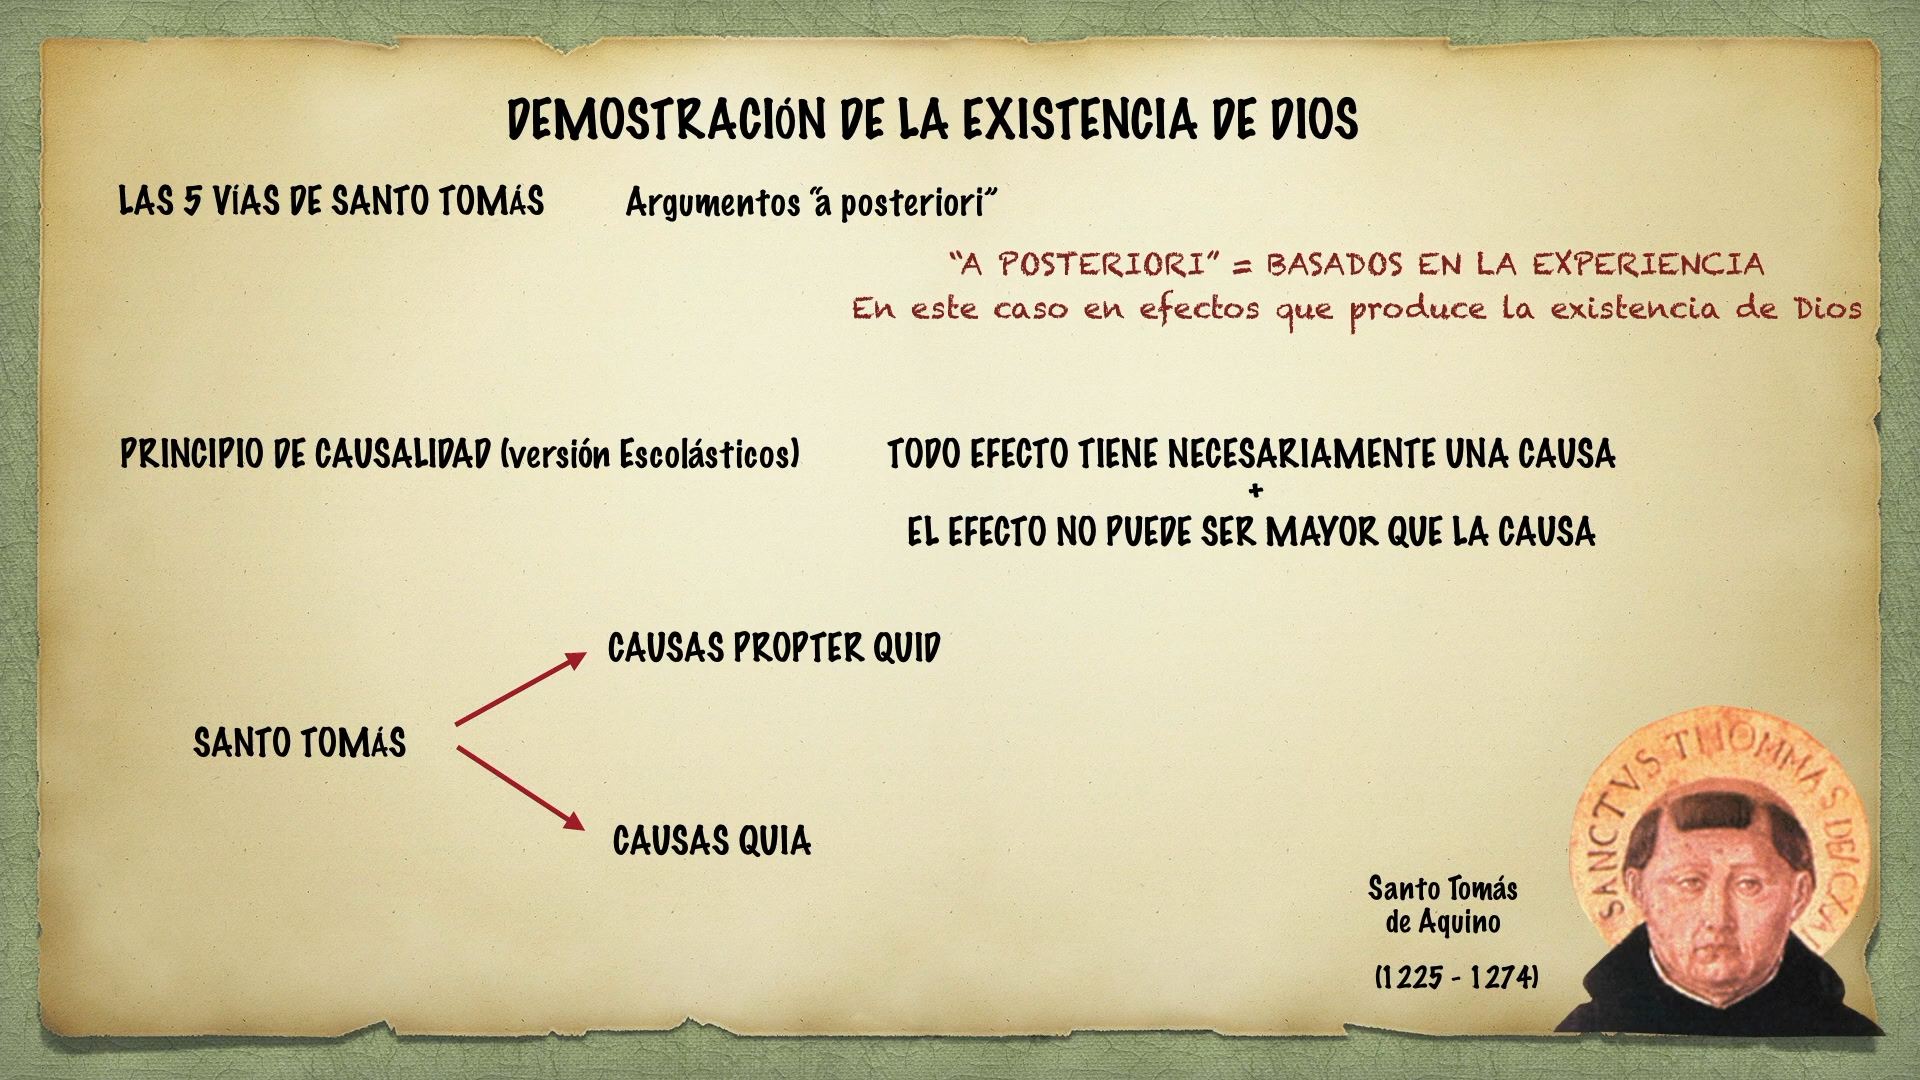 DEMOSTRACIÓN DE LA EXISTENCIA DE DIOS
LAS 5 VÍAS DE SANTO TOMÁS
Argumentos “a posteriori”
“A POSTERIORI” = BASADOS EN LA EXPERIENCIA
En este caso en efectos que produce la existencia de Dios
PRINCIPIO DE CAUSALIDAD (versión Escolásticos)
TODO EFECTO TIENE NECESARIAMENTE UNA CAUSA
+
EL EFECTO NO PUEDE SER MAYOR QUE LA CAUSA
CAUSAS PROPTER QUID
SANTO TOMÁS
CAUSAS QUIA
Santo Tomás
de Aquino
(1225 - 1274)
SANCTVS THOMMAS